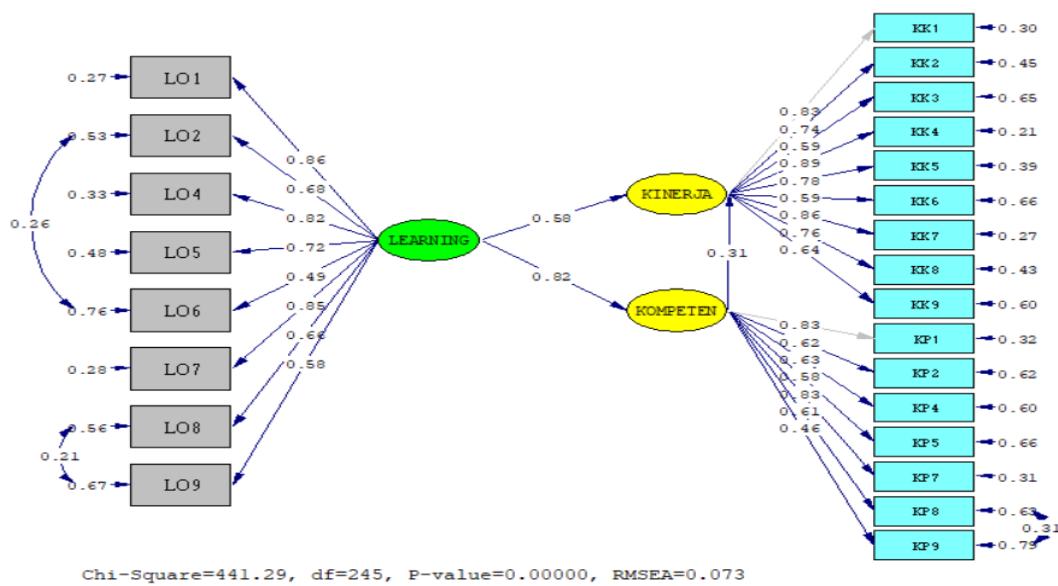 0.27 LO1
0.53 LO2
0.33 LO4
0.26
0.48 LO5
0.76 LO6
0.28 LO7
0.56 LO8
0.21
0.67 LO9
0.86
0.68
0.82
0.72
0.49
0.85
0.66
0.58
LEARNING
0.58
0.82
KINERJA
0.31
KOMPETEN
0.83
0.74
0.59
0.89
0.78
0.59
0.86
0.76
0.64
0.83
0.62
0.63
0.58
0.83
0.61
0.46
KK1 0.30
KK2 0.45
KK3 0.65
KK4 0.21
KK5 0.39
KK6 0.66
KK7 0.27
KK8 0.43
KK9 0.60
KP1 0.32
KP2 0.62
KP4 0.60
KP5 0.66
KP7 0.31
KP8 0.63
0.31
KP9 0.79
Chi-Square=441.29, df=245, P-value=0.00000, RMSEA=0.073